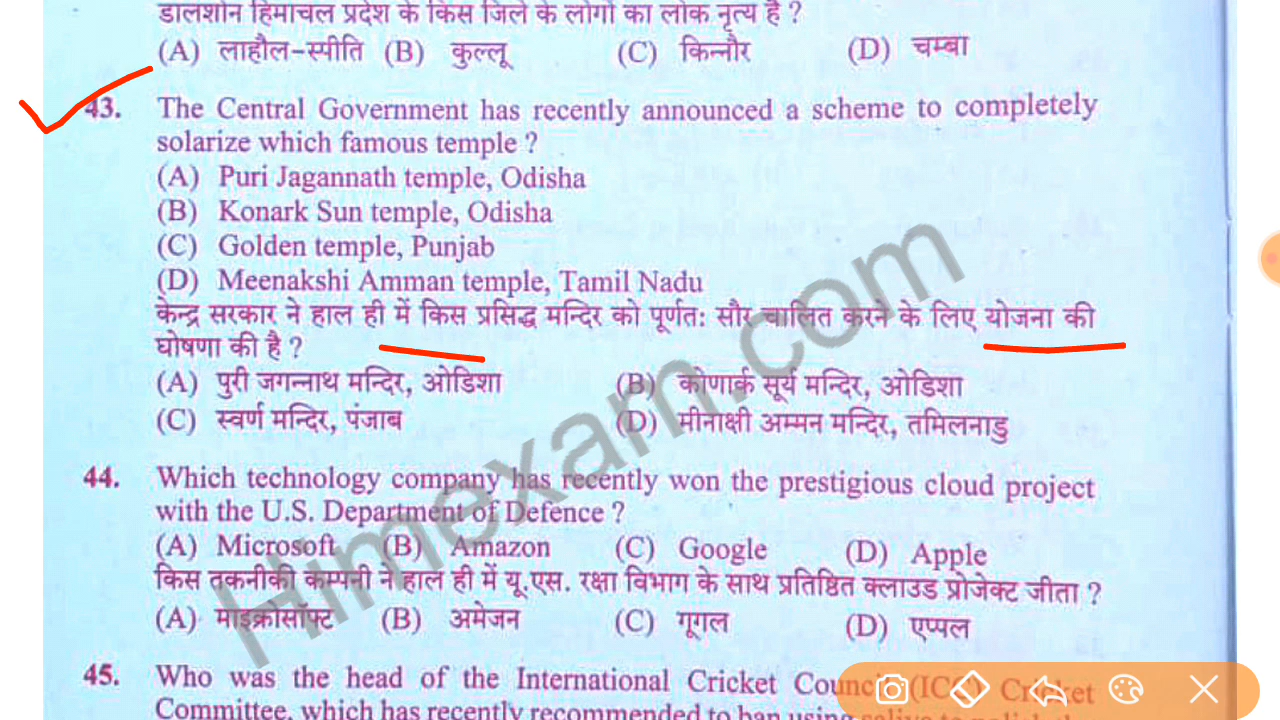 डालशोन हिमाचल प्रदेश के किस जिले के लोगों का लोक नृत्य है ?
(A) लाहौल-स्पीति (B) कुल्लू (C) किन्नौर (D) चम्बा
43. The Central Government has recently announced a scheme to completely
solarize which famous temple ?
(A) Puri Jagannath temple, Odisha
(B) Konark Sun temple, Odisha
(C) Golden temple, Punjab
(D) Meenakshi Amman temple, Tamil Nadu
केन्द्र सरकार ने हाल ही में किस प्रसिद्ध मन्दिर को पूर्णत: सौर चालित करने के लिए योजना की
घोषणा की है ?
(A) पुरी जगन्नाथ मन्दिर, ओडिशा (B) कोणार्क सूर्य मन्दिर, ओडिशा
(C) स्वर्ण मन्दिर, पंजाब (D) मीनाक्षी अम्मन मन्दिर, तमिलनाडु
44. Which technology company has recently won the prestigious cloud project
with the U.S. Department of Defence ?
(A) Microsoft (B) Amazon (C) Google (D) Apple
किस तकनीकी कम्पनी ने हाल ही में यू.एस. रक्षा विभाग के साथ प्रतिष्ठित क्लाउड प्रोजेक्ट जीता ?
(A) माइक्रोसॉफ्ट (B) अमेजन (C) गूगल (D) एप्पल
45. Who was the head of the International Cricket Council (ICC) Cricket
Committee, which has recently recommended to ban using saliva to polish the
Himexam.com